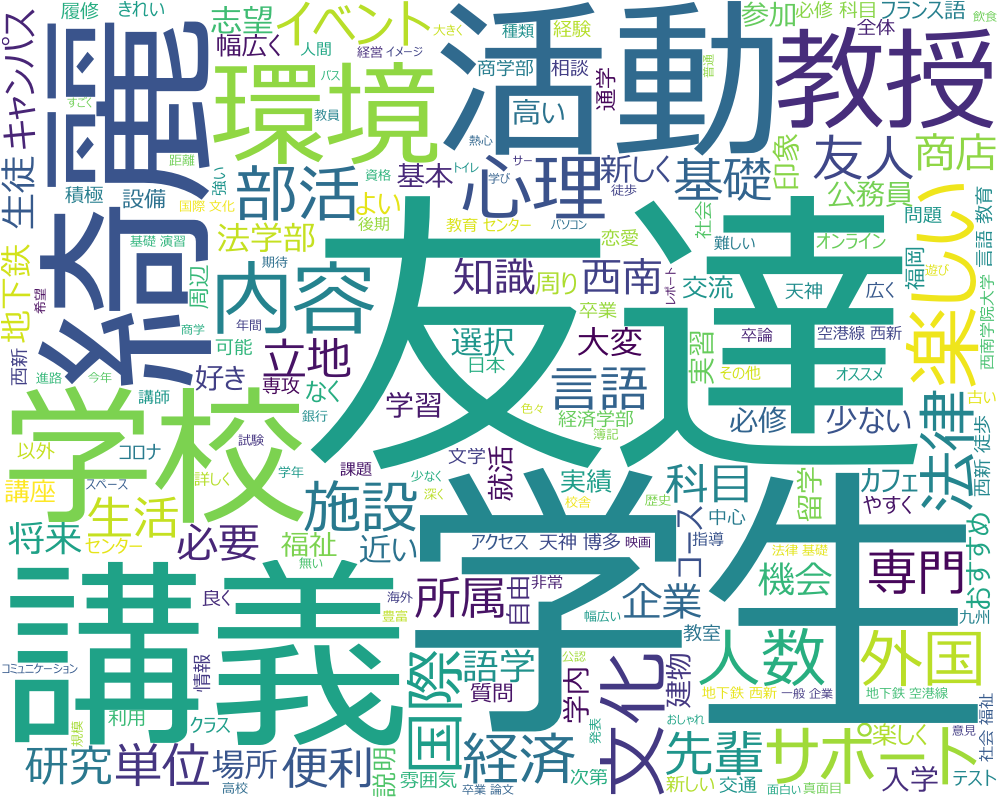 履修
きれい
志望
イベント
活動
種類
経験
参加
必修 科目
フランス語
飲食
幅広く
人間
経営
イメージ
大きく
商学部
相談
通学
普通
全体
教授
キャンパス
綺麗
環境
バス
教員
熱心
高い
すごく
距離
生徒
積極
設備
強い
国際 文化
部活
基本
資格
トイレ
サー
学び
徒歩
心理
新しく
基礎
印象
友人
商店
公務員
よい
後期
教育 センター
パソコン
社会
問題
言語 教育
楽しい
地下鉄
希望
基礎 演習
周辺
法学部
期待
恋愛
難しい
オンライン
遊び
福岡
内容
友達
知識
周り
西南
レポート
交流
天神
広く
西南学院大学
商学
年間
卒業
西新
可能
立地
選択
日本
大変
実習
卒論
空港線 西新
進路
今年
好き
専攻
なく
その他
オススメ
講師
学習
銀行
言語
色々
経済学部
簿記
必修
少ない
古い
学校
以外
コロナ
試験
課題
文学
就活
少なく
実績
科目
留学
カフェ
法律
西新 徒歩
講座
スペース
詳しく
学年
深く
校舎
歴史
やすく
生活
施設
コース
中心
おすすめ
将来
センター
必要
福祉
近い
アクセス
天神 博多
映画
指導
学生
法律 基礎
無い
講義
所属
自由
非常
企業
機会
専門
良く
海外
豊富
幅広い
教室
九州
コミュニケーション
情報
国際
語学
公認
文化
建物
人数
外国
質問
学内
地下鉄 西新
一般 企業
地下鉄 空港線
規模
利用
クラス
発表
おしゃれ
社会 福祉
研究
単位
場所
便利
説明
経済
先輩
サポート
楽しく
意見
高校
雰囲気
次第
卒業 論文
新しい
交通
面白い
真面目
入学
テスト